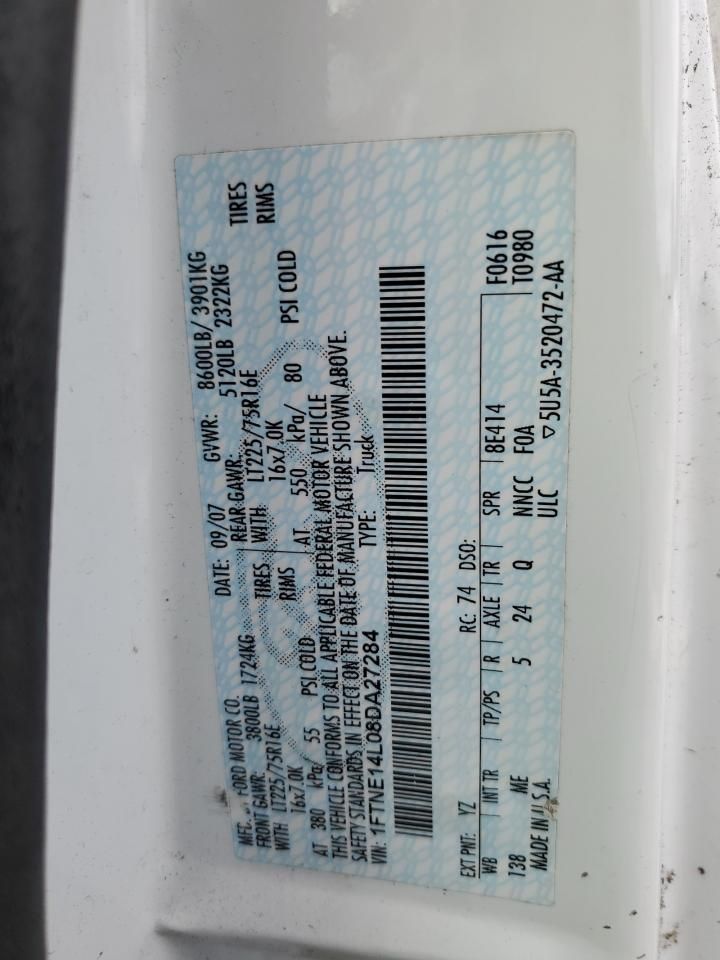 MFD. BY FORD MOTOR CO.
DATE: 09/07 GVWR: 8600LB/ 3901KG
FRONT GAWR: 3800LB 1724KG REAR GAWR: 5120LB 2322KG
WITH LT225/75R16E TIRES WITH LT225/75R16E TIRES
16x7.0K RIMS 16x7.0K RIMS
AT 380 kPa/ 55 PSI COLD AT 550 kPa/ 80 PSI COLD
THIS VEHICLE CONFORMS TO ALL APPLICABLE FEDERAL MOTOR VEHICLE
SAFETY STANDARDS IN EFFECT ON THE DATE OF MANUFACTURE SHOWN ABOVE.
VIN: 1FTNE14L08DA27284 TYPE: Truck
EXT PNT: YZ RC: 74 DSO: F0616
T0980
WB INT TR TP/PS R AXLE TR SPR 8E414
138 ME 5 24 Q NNCC F0A
MADE IN U.S.A. ULC ▽5U5A-3520472-AA